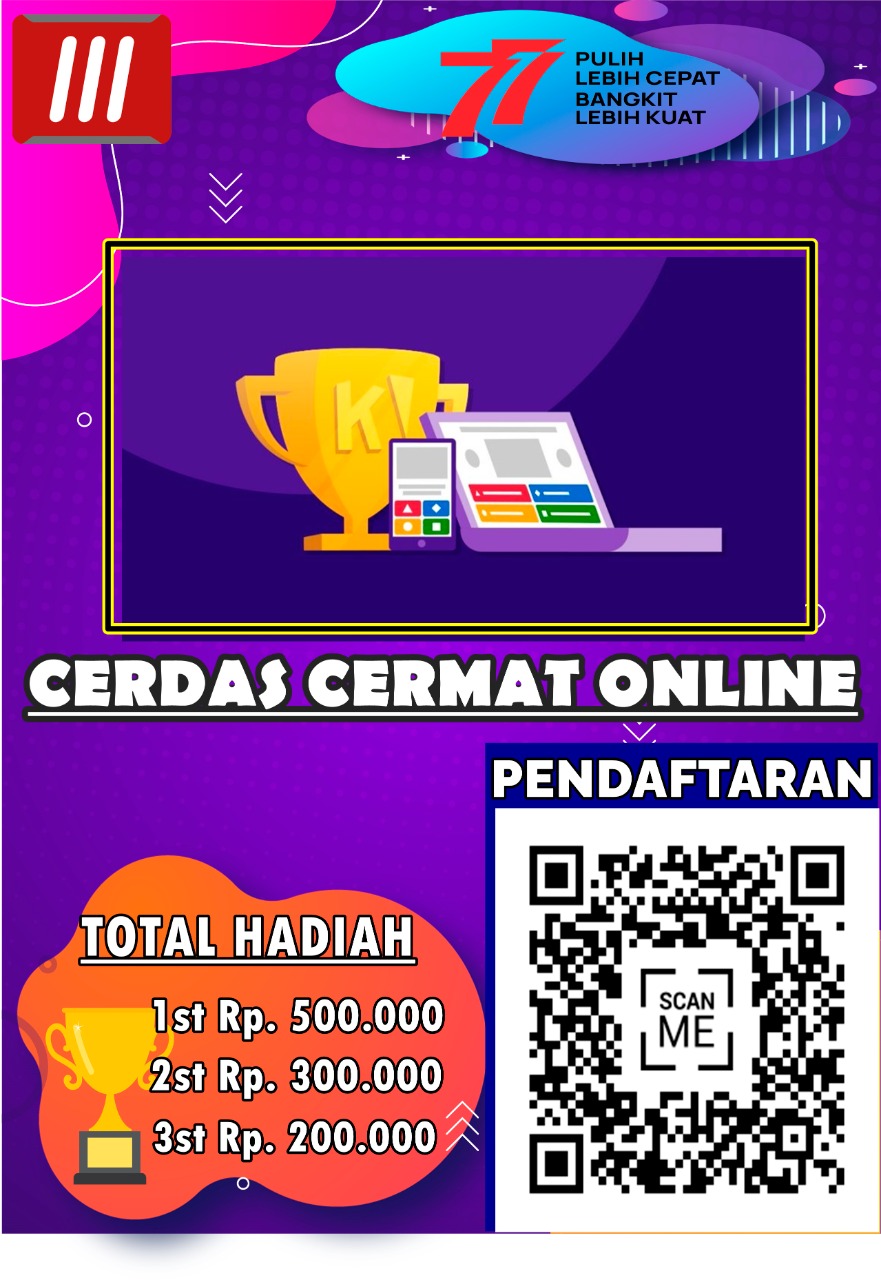 77
PULIH
LEBIH CEPAT
BANGKIT
LEBIH KUAT
K!
CERDAS CERMAT ONLINE
PENDAFTARAN
SCAN
ME
TOTAL HADIAH
1st Rp. 500.000
2st Rp. 300.000
3st Rp. 200.000